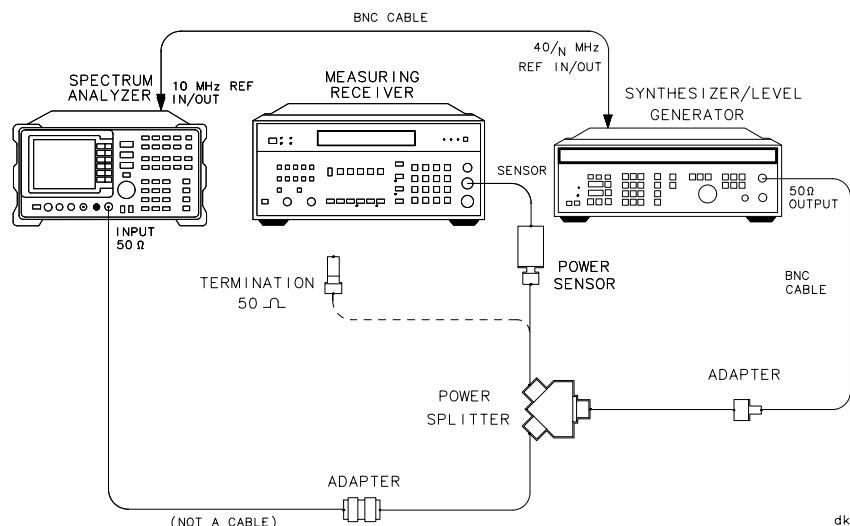 BNC CABLE
40/N MHz
REF IN/OUT
SPECTRUM
ANALYZER
10 MHz REF
IN/OUT
MEASURING
RECEIVER
SYNTHESIZER/LEVEL
GENERATOR
SENSOR
50Ω
OUTPUT
INPUT
50 Ω
TERMINATION
50 Ω
POWER
SENSOR
BNC
CABLE
ADAPTER
POWER
SPLITTER
ADAPTER
(NOT A CABLE)
dk